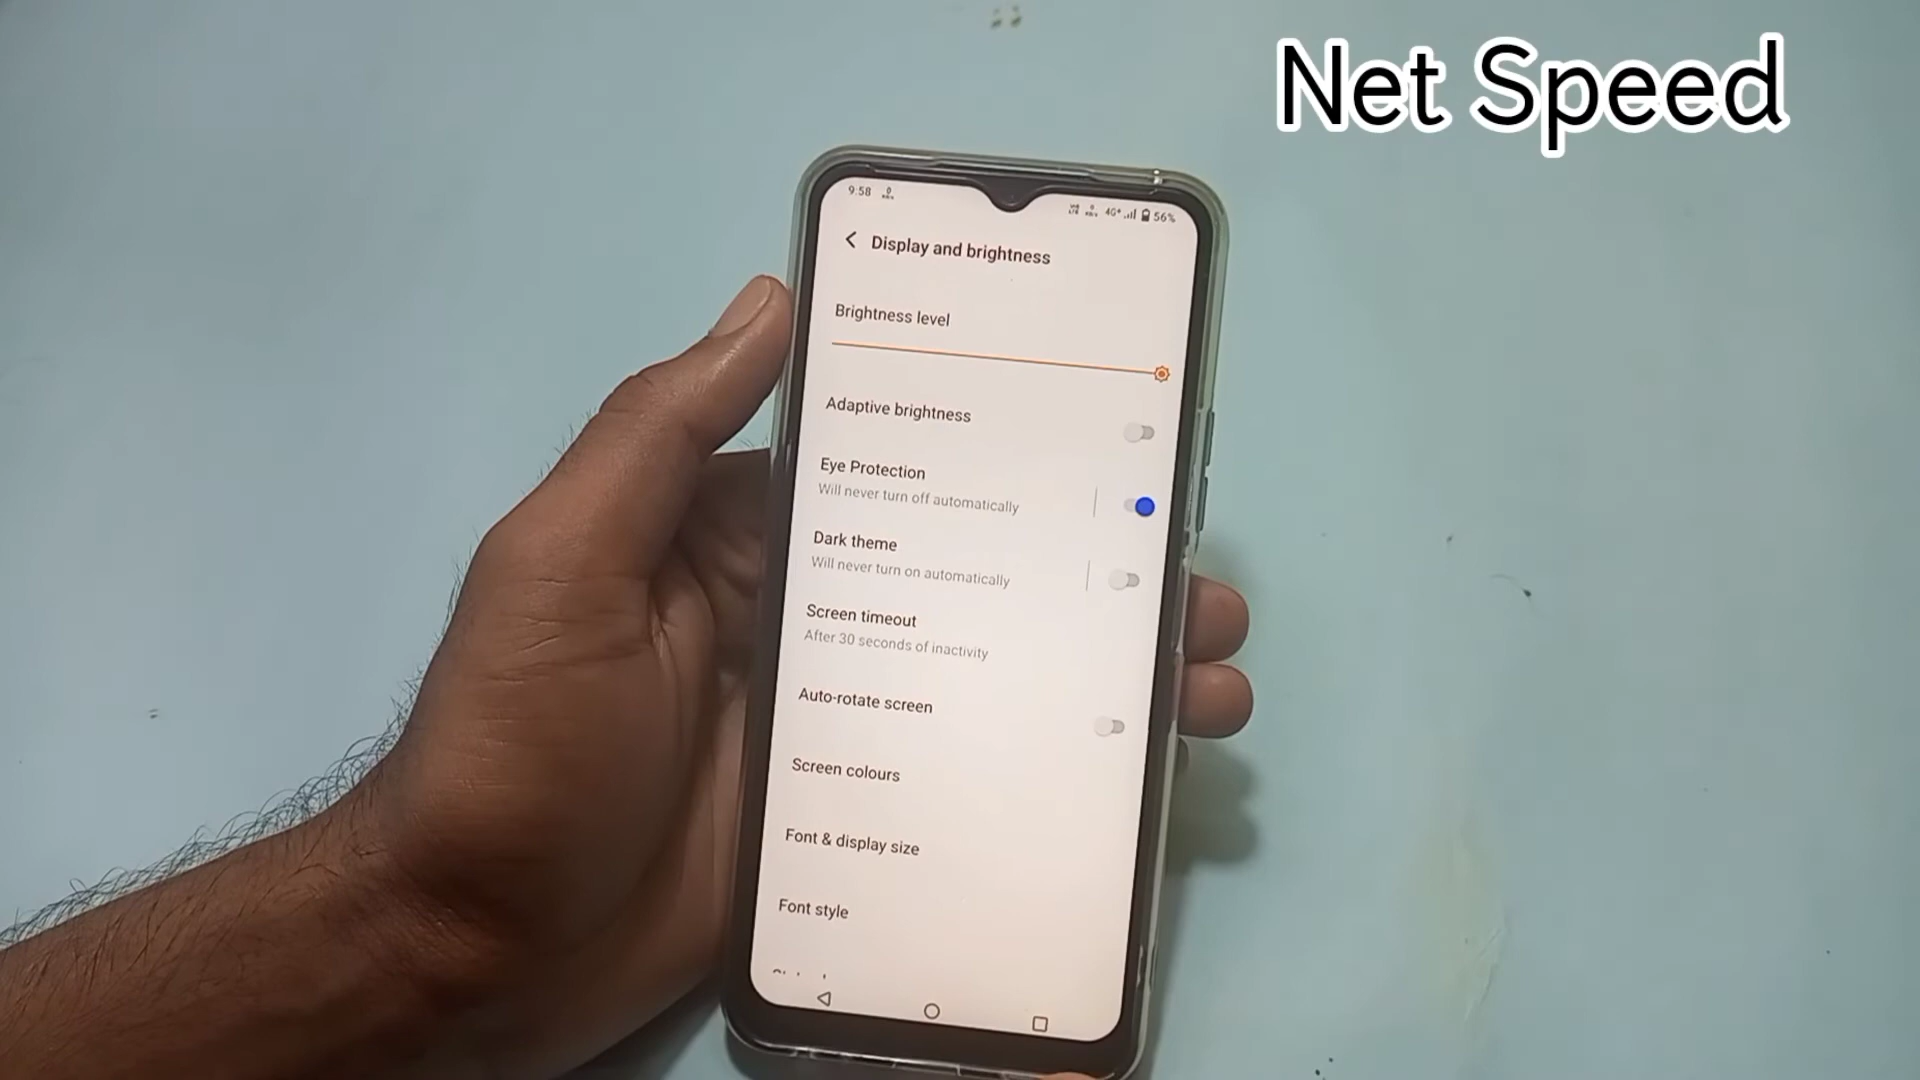 Net Speed
9:58
4G+ 56%
Display and brightness
Brightness level
Adaptive brightness
Eye Protection
Will never turn off automatically
Dark theme
Will never turn on automatically
Screen timeout
After 30 seconds of inactivity
Auto-rotate screen
Screen colours
Font & display size
Font style